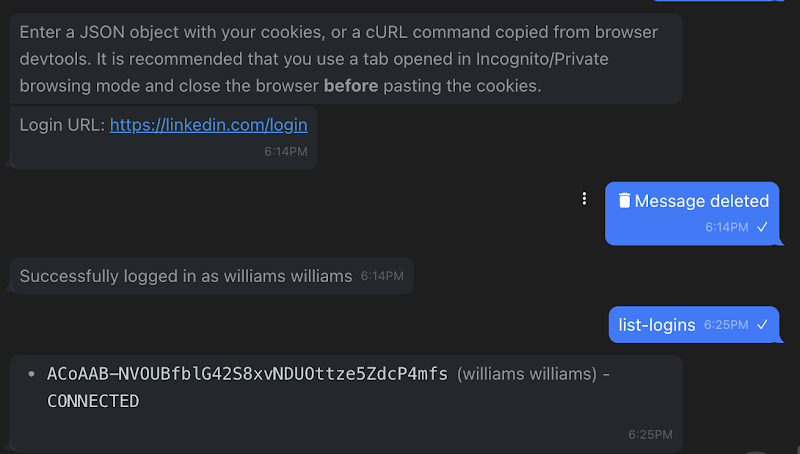 Enter a JSON object with your cookies, or a cURL command copied from browser
devtools. It is recommended that you use a tab opened in Incognito/Private
browsing mode and close the browser before pasting the cookies.
Login URL: https://linkedin.com/login
6:14PM
Message deleted
6:14PM
Successfully logged in as williams williams 6:14PM
list-logins 6:25PM
• ACoAAB-NVOUBfblG42S8xvNDUOttze5ZdcP4mfs (williams williams) -
CONNECTED
6:25PM